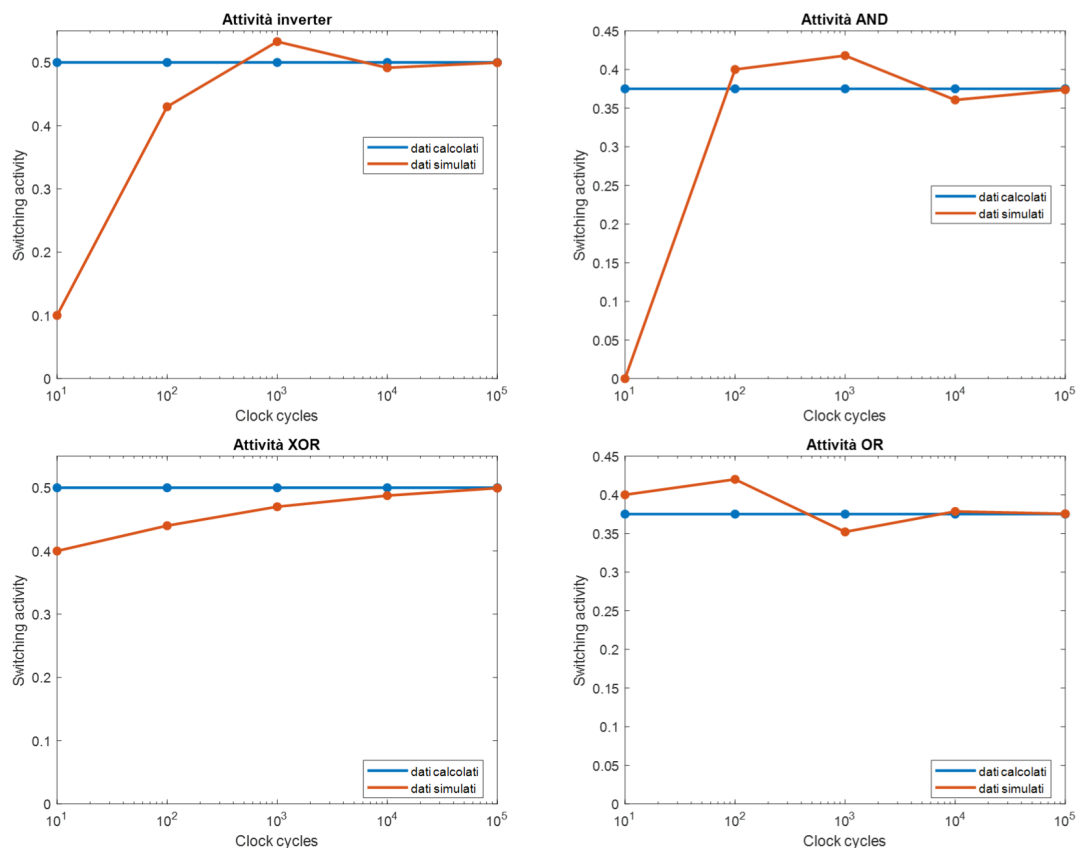 Attività inverter
0.5
0.4
0.3
0.2
0.1
0
Switching activity
dati calcolati
dati simulati
10^1 10^2 10^3 10^4 10^5
Clock cycles
Attività AND
0.45
0.4
0.35
0.3
0.25
0.2
0.15
0.1
0.05
0
Switching activity
dati calcolati
dati simulati
10^1 10^2 10^3 10^4 10^5
Clock cycles
Attività XOR
0.5
0.4
0.3
0.2
0.1
0
Switching activity
dati calcolati
dati simulati
10^1 10^2 10^3 10^4 10^5
Clock cycles
Attività OR
0.45
0.4
0.35
0.3
0.25
0.2
0.15
0.1
0.05
0
Switching activity
dati calcolati
dati simulati
10^1 10^2 10^3 10^4 10^5
Clock cycles